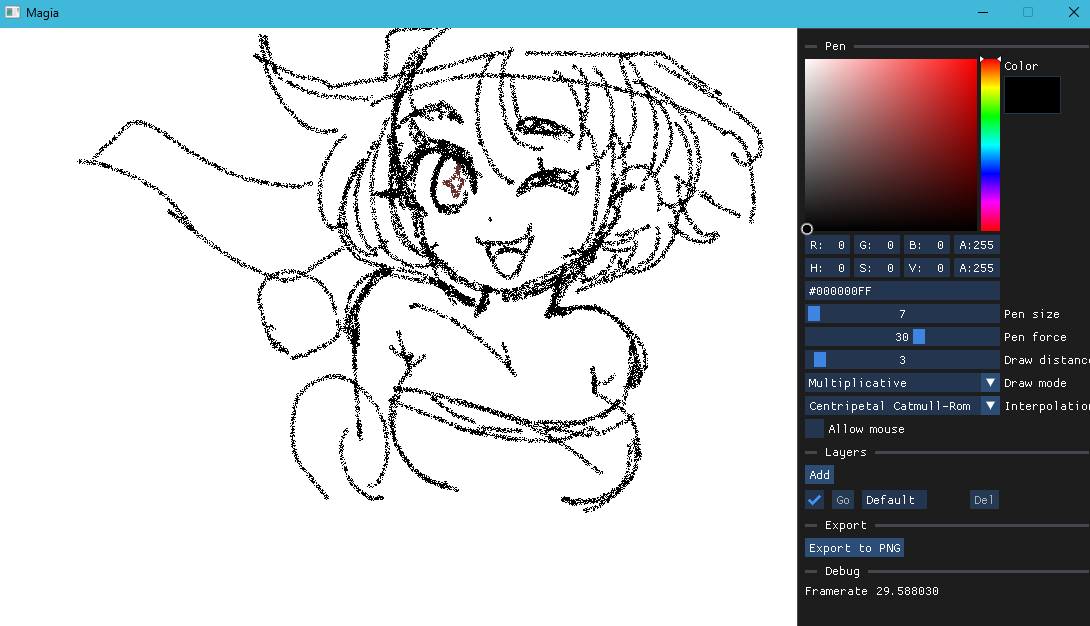 Magia
Pen
Color
R: 0 G: 0 B: 0 A:255
H: 0 S: 0 V: 0 A:255
#000000FF
7 Pen size
30 Pen force
3 Draw distanc
Multiplicative Draw mode
Centripetal Catmull-Rom Interpolatio
Allow mouse
Layers
Add
Go Default Del
Export
Export to PNG
Debug
Framerate 29.588030